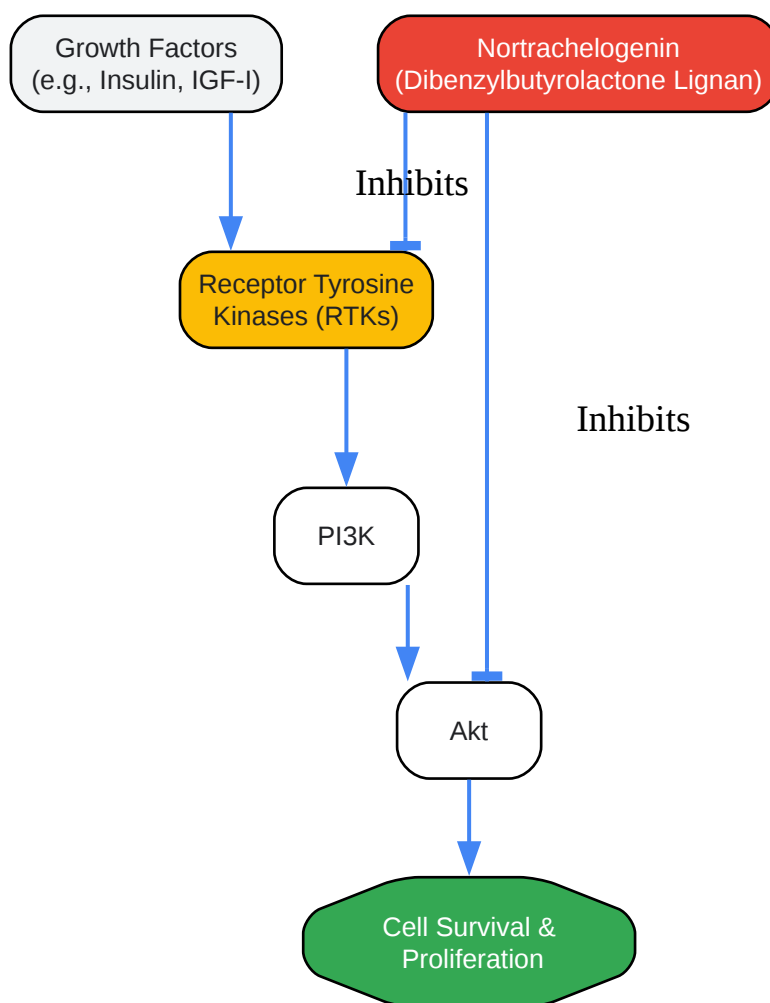 Growth Factors
(e.g., Insulin, IGF-I)
Nortrachelogenin
(Dibenzylbutyrolactone Lignan)
Inhibits
Receptor Tyrosine
Kinases (RTKs)
Inhibits
PI3K
Akt
Cell Survival &
Proliferation